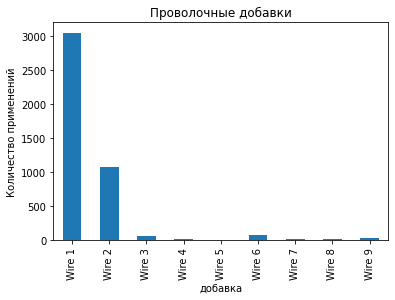 Проволочные добавки
Количество применений
3000
2500
2000
1500
1000
500
0
Wire 1
Wire 2
Wire 3
Wire 4
Wire 5
Wire 6
Wire 7
Wire 8
Wire 9
добавка